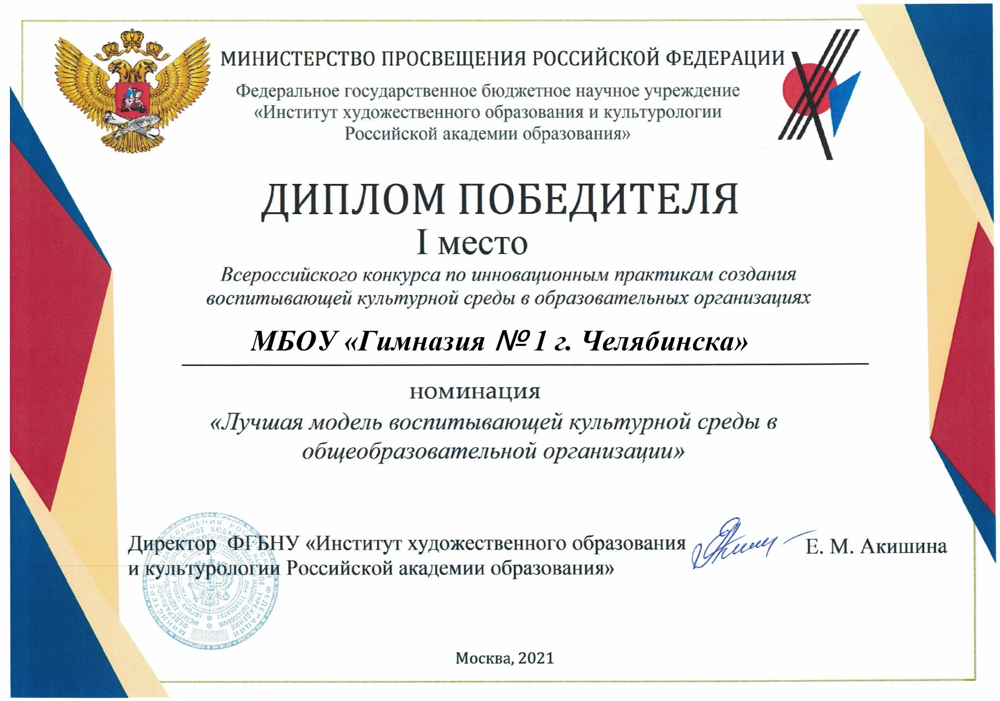 МИНИСТЕРСТВО ПРОСВЕЩЕНИЯ РОССИЙСКОЙ ФЕДЕРАЦИИ
Федеральное государственное бюджетное научное учреждение
«Институт художественного образования и культурологии
Российской академии образования»
ДИПЛОМ ПОБЕДИТЕЛЯ
I место
Всероссийского конкурса по инновационным практикам создания
воспитывающей культурной среды в образовательных организациях
МБОУ «Гимназия № 1 г. Челябинска»
номинация
«Лучшая модель воспитывающей культурной среды в
общеобразовательной организации»
Директор ФГБНУ «Институт художественного образования
и культурологии Российской академии образования»
Е. М. Акишина
Москва, 2021